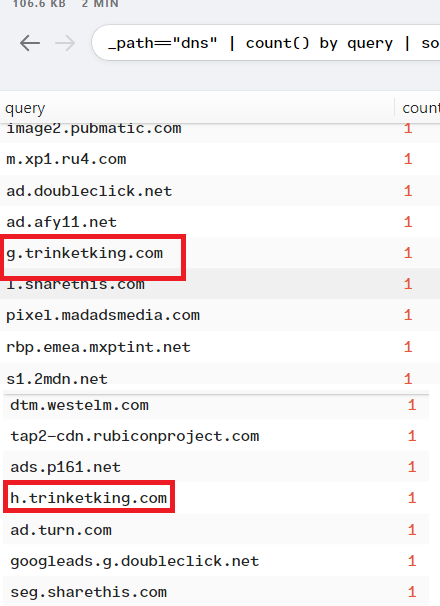 106.6 KB 2 MIN
_path=="dns" | count() by query | so
query count
image2.pubmatic.com 1
m.xp1.ru4.com 1
ad.doubleclick.net 1
ad.afy11.net 1
g.trinketking.com 1
l.sharethis.com 1
pixel.madadsmedia.com 1
rbp.emea.mxptint.net 1
s1.2mdn.net 1
dtm.westelm.com 1
tap2-cdn.rubiconproject.com 1
ads.p161.net 1
h.trinketking.com 1
ad.turn.com 1
googleads.g.doubleclick.net 1
seg.sharethis.com 1